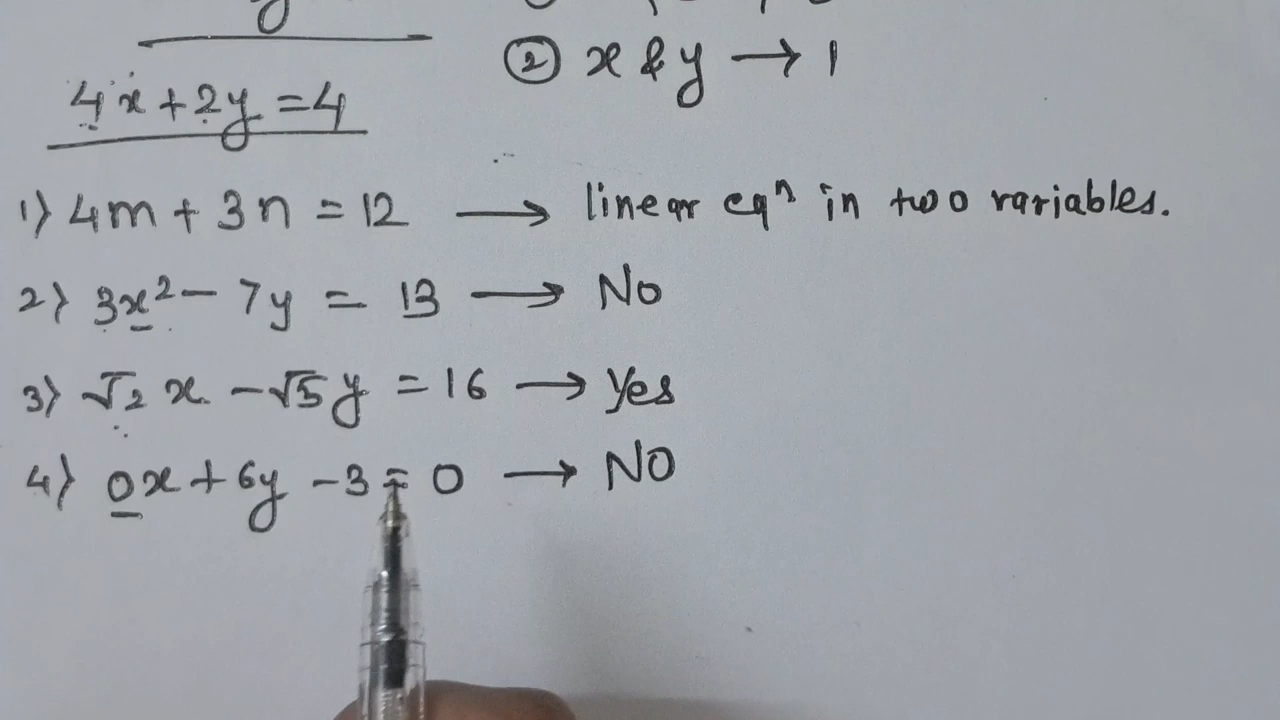 y
② x & y → 1
4x + 2y = 4
1) 4m + 3n = 12 → linear eqⁿ in two variables.
2) 3x² - 7y = 13 → No
3) √2 x - √5 y = 16 → Yes
4) 0x + 6y - 3 = 0 → NO